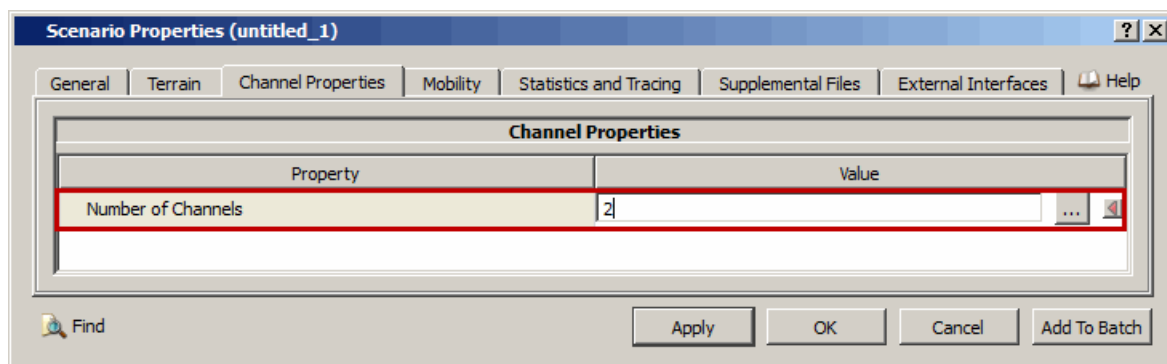 Scenario Properties (untitled_1)
General Terrain Channel Properties Mobility Statistics and Tracing Supplemental Files External Interfaces Help
Channel Properties
Property Value
Number of Channels 2 ...
Find Apply OK Cancel Add To Batch